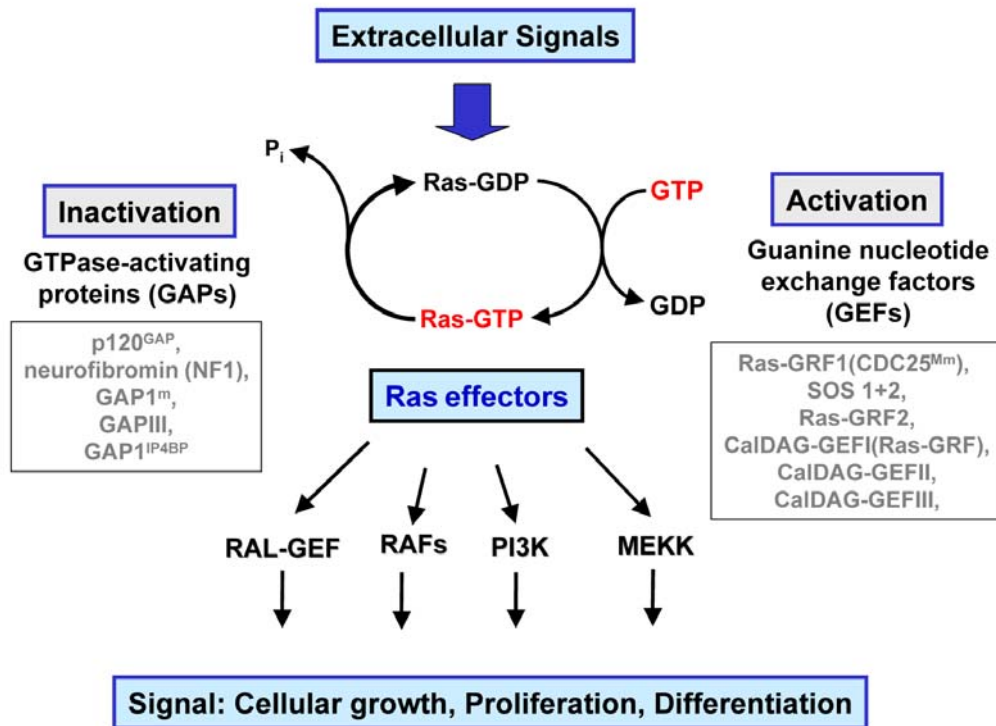 Extracellular Signals
Pi
Ras-GDP
GTP
Inactivation
Activation
GTPase-activating
proteins (GAPs)
Guanine nucleotide
exchange factors
(GEFs)
GDP
Ras-GTP
p120GAP,
neurofibromin (NF1),
GAP1m,
GAPIII,
GAP1IP4BP
Ras-GRF1(CDC25Mm),
SOS 1+2,
Ras-GRF2,
CalDAG-GEFI(Ras-GRF),
CalDAG-GEFII,
CalDAG-GEFIII,
Ras effectors
RAL-GEF
RAFs
PI3K
MEKK
Signal: Cellular growth, Proliferation, Differentiation